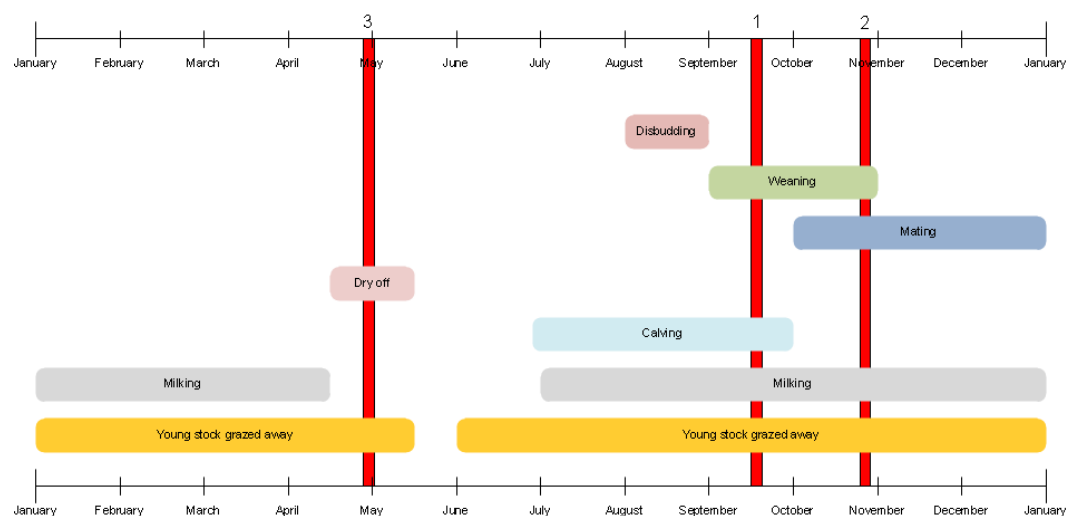 3 1 2
January February March April May June July August September October November December January
Disbudding
Weaning
Mating
Dry off
Calving
Milking Milking
Young stock grazed away Young stock grazed away
January February March April May June July August September October November December January